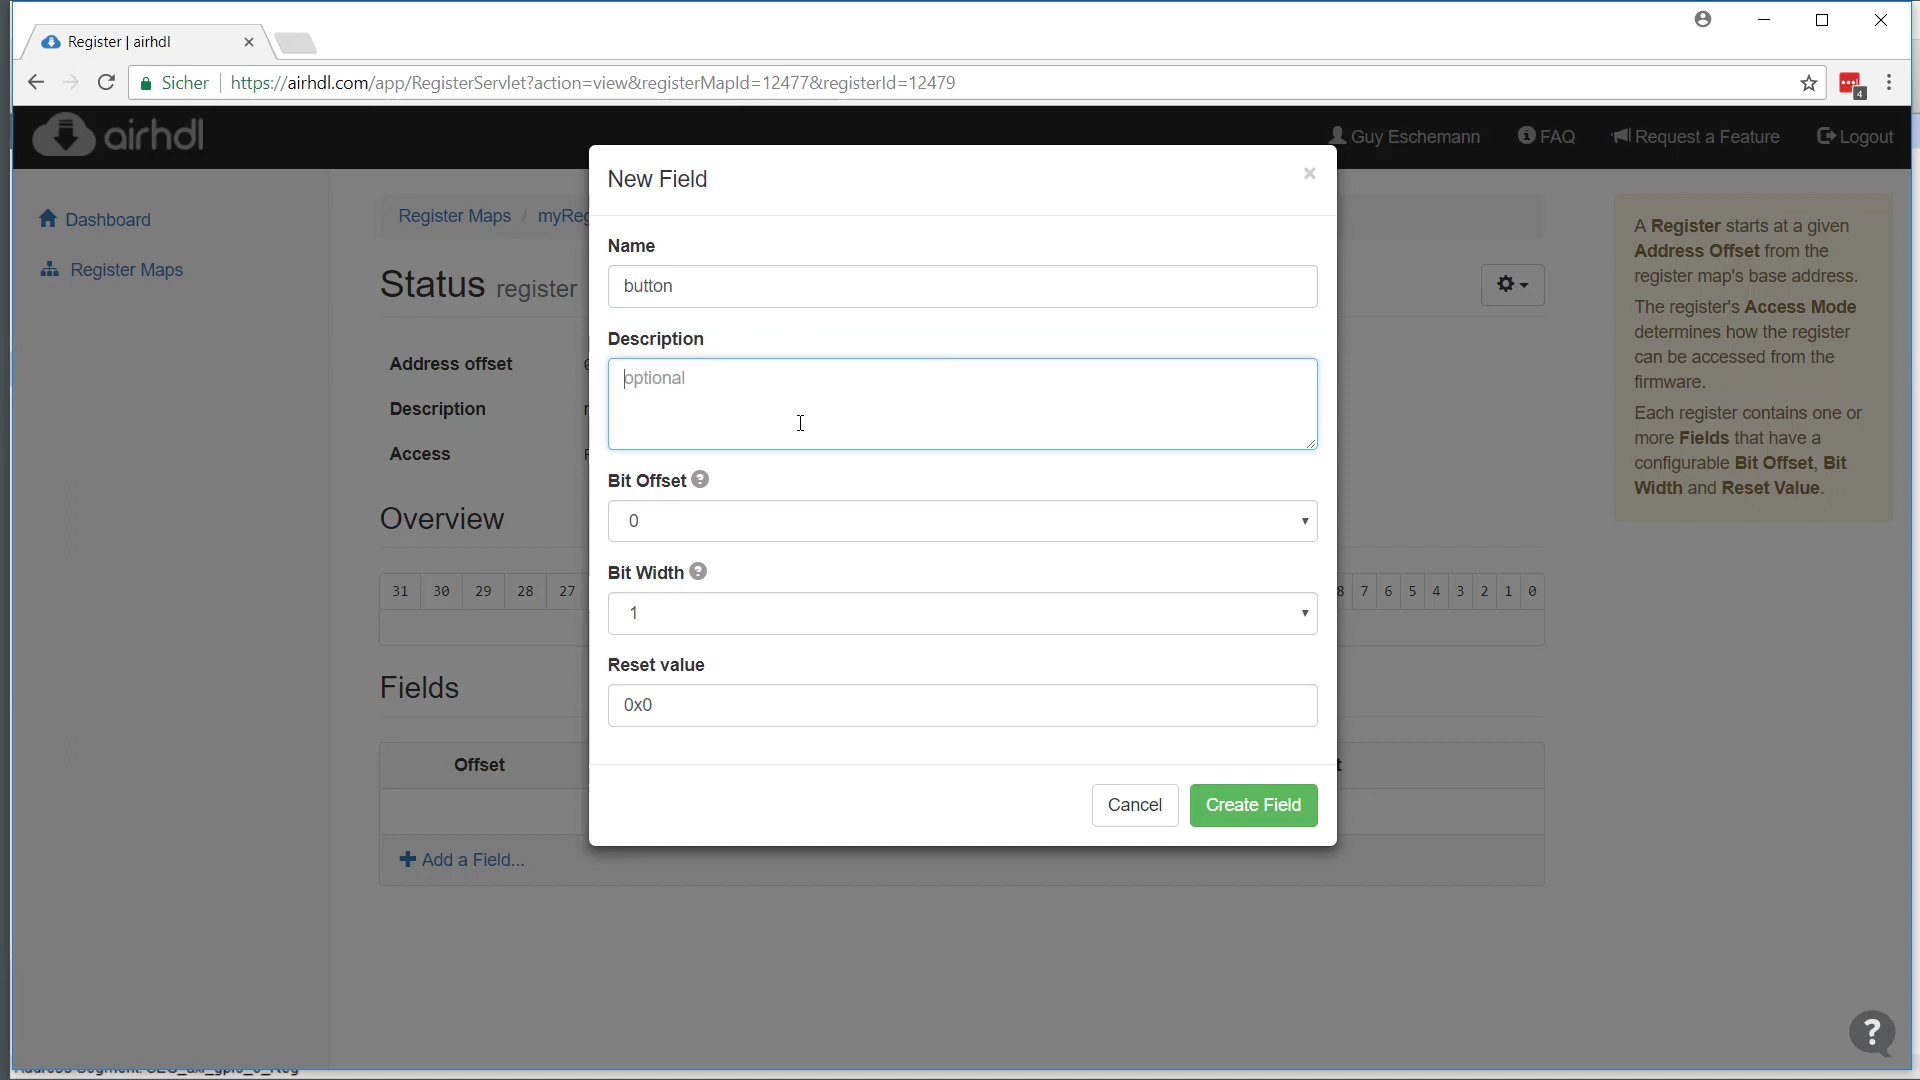 Register | airhdl
Sicher
https://airhdl.com/app/RegisterServlet?action=view&registerMapId=12477&registerId=12479
4
airhdl
Guy Eschemann
FAQ
Request a Feature
Logout
Dashboard
Register Maps
Register Maps / myReg
Status register
Address offset
Description
Access
Overview
31 30 29 28 27
8 7 6 5 4 3 2 1 0
Fields
Offset
Add a Field...
New Field
×
Name
button
Description
optional
Bit Offset ?
0
Bit Width ?
1
Reset value
0x0
Cancel
Create Field
A Register starts at a given
Address Offset from the
register map's base address.
The register's Access Mode
determines how the register
can be accessed from the
firmware.
Each register contains one or
more Fields that have a
configurable Bit Offset, Bit
Width and Reset Value.
?